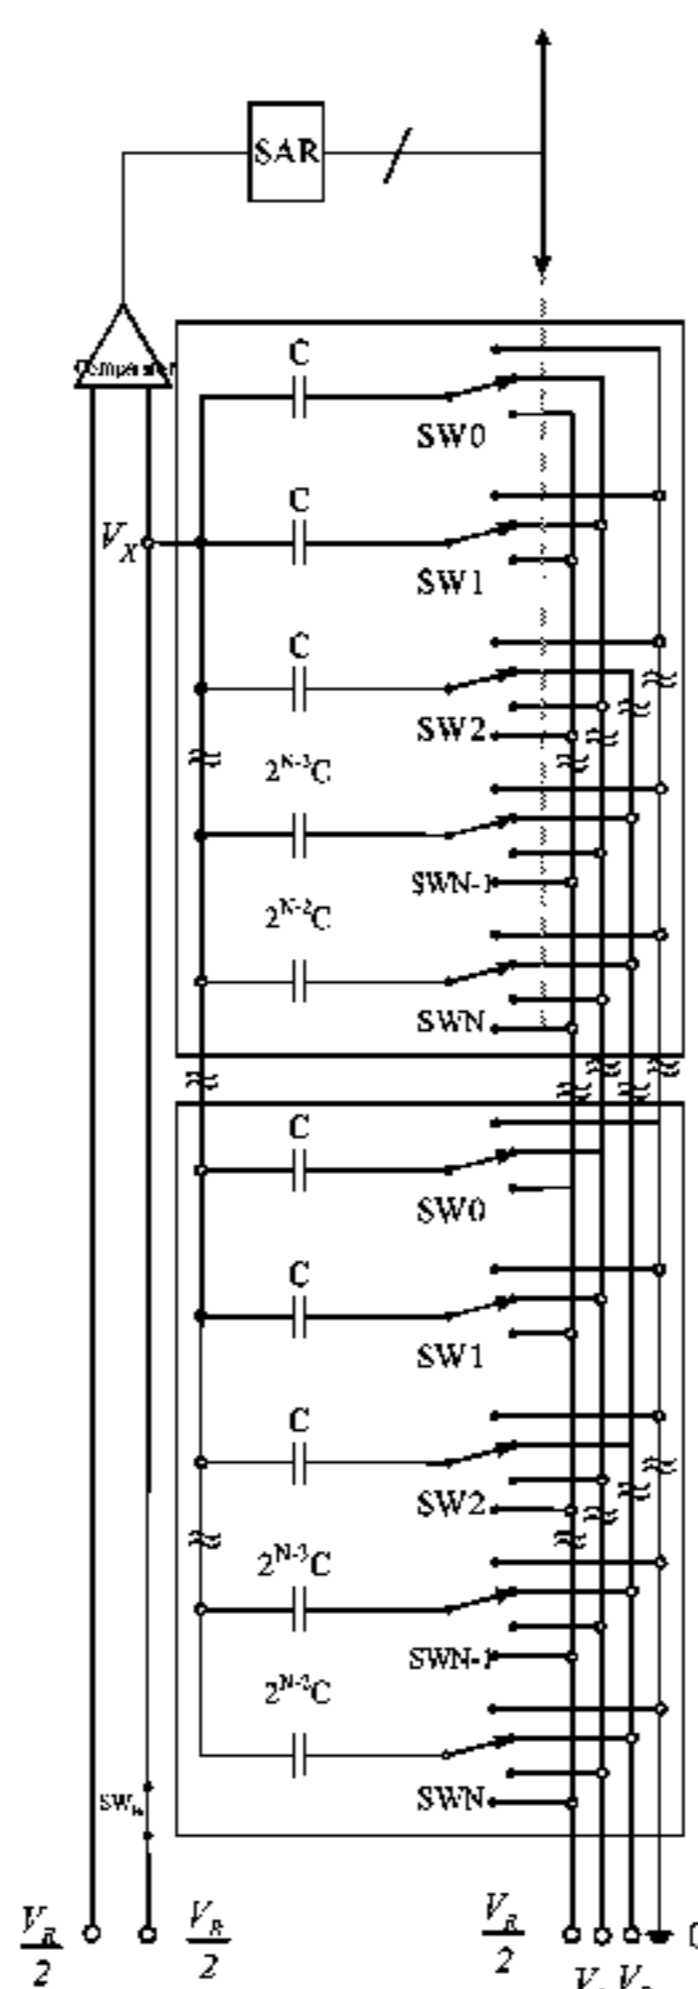 SAR
Comparator
C
SW0
C
V_X
SW1
C
SW2
2^{N-3}C
SWN-1
2^{N-2}C
SWN
C
SW0
C
SW1
C
SW2
2^{N-3}C
SWN-1
2^{N-2}C
SWN
V_R/2
V_R/2
V_R/2